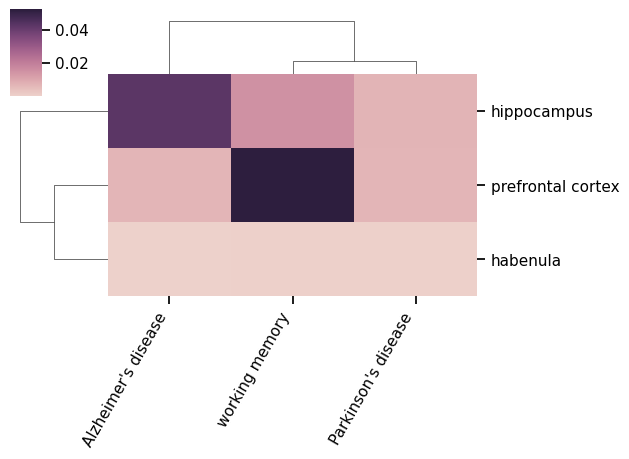 0.04
0.02
hippocampus
prefrontal cortex
habenula
Alzheimer's disease
working memory
Parkinson's disease